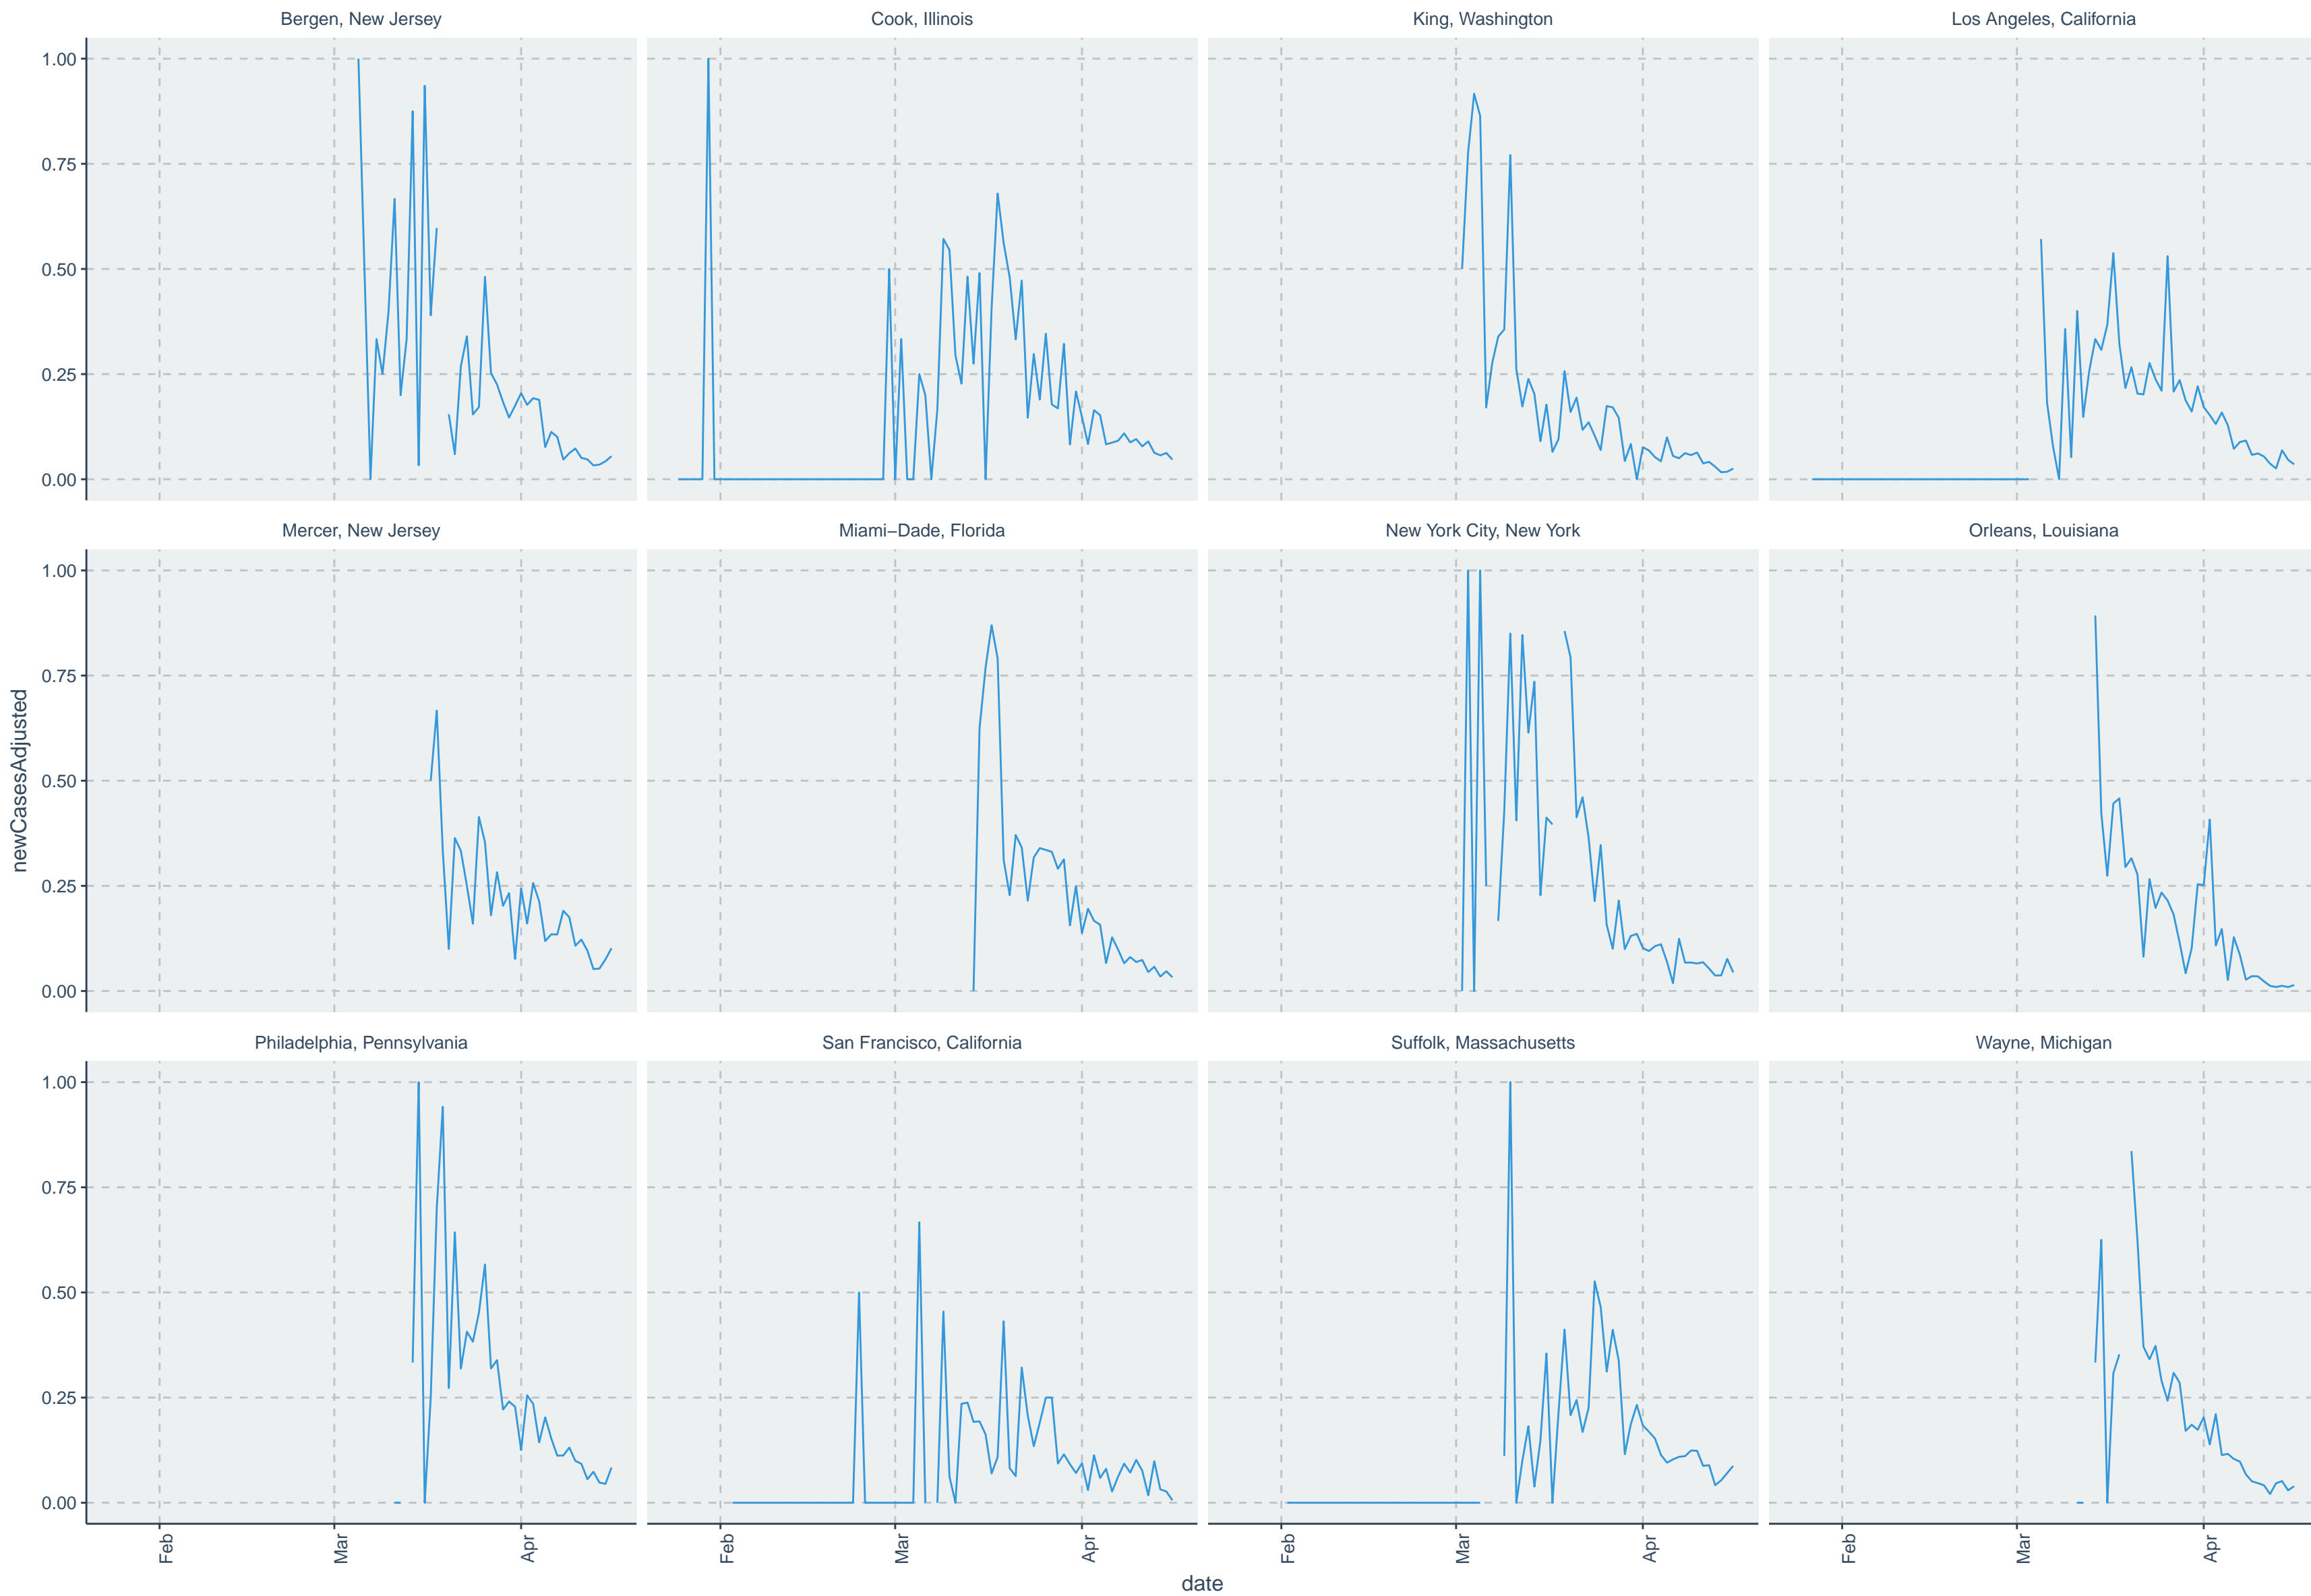 Bergen, New Jersey
Cook, Illinois
King, Washington
Los Angeles, California
1.00
0.75
0.50
0.25
0.00
Mercer, New Jersey
Miami−Dade, Florida
New York City, New York
Orleans, Louisiana
1.00
0.75
0.50
0.25
0.00
newCasesAdjusted
Philadelphia, Pennsylvania
San Francisco, California
Suffolk, Massachusetts
Wayne, Michigan
1.00
0.75
0.50
0.25
0.00
Feb
Mar
Apr
Feb
Mar
Apr
Feb
Mar
Apr
Feb
Mar
Apr
date